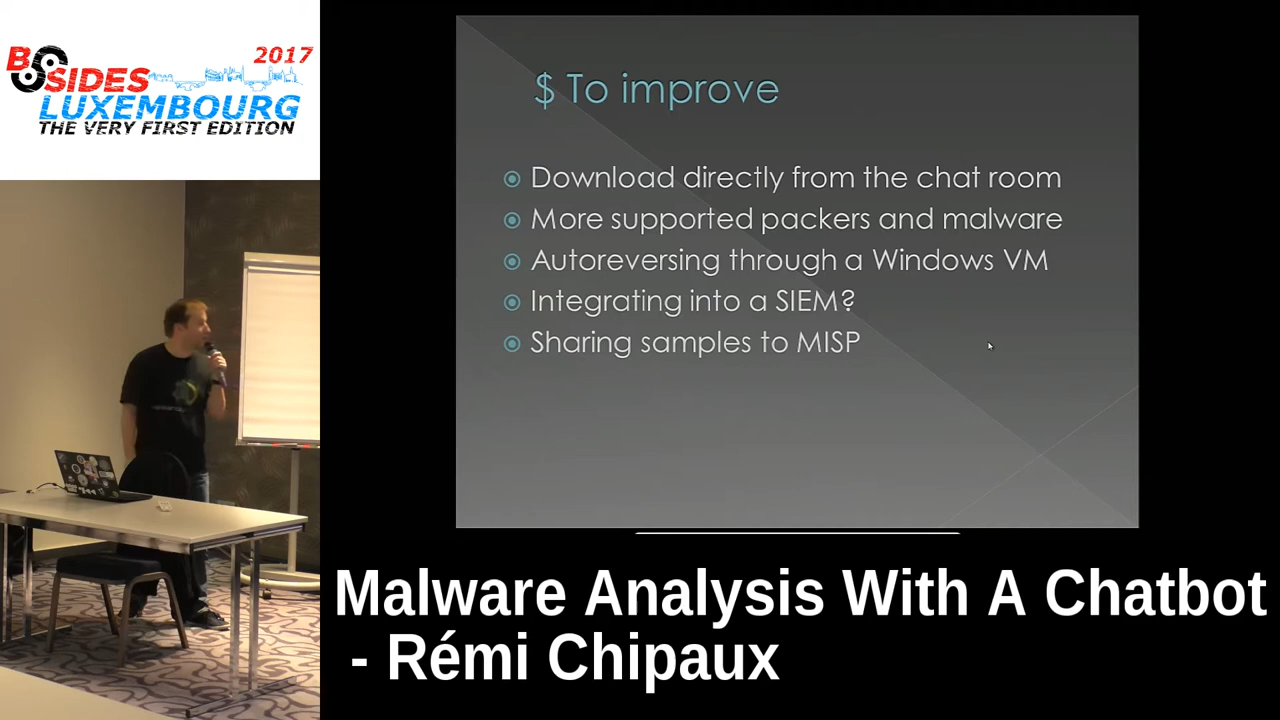 2017
BSIDES
LUXEMBOURG
THE VERY FIRST EDITION
$ To improve
Download directly from the chat room
More supported packers and malware
Autoreversing through a Windows VM
Integrating into a SIEM?
Sharing samples to MISP
Malware Analysis With A Chatbot
- Rémi Chipaux